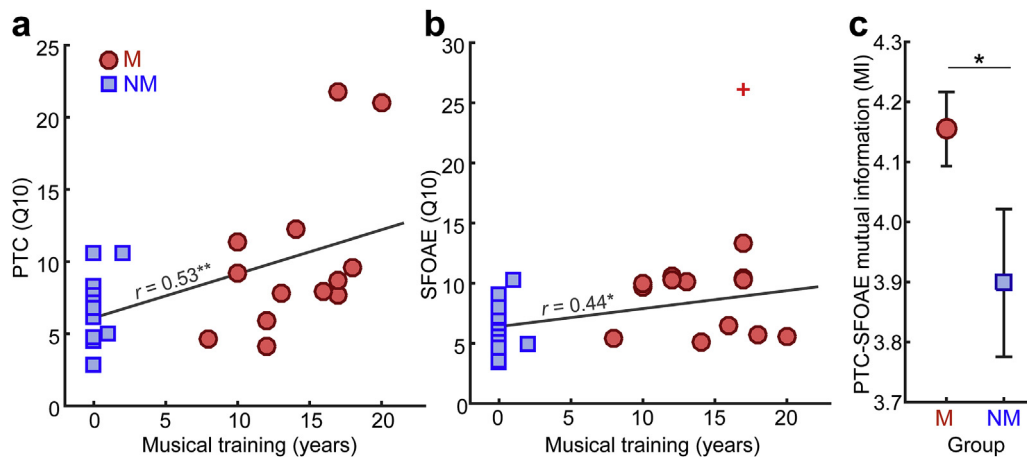 a
PTC (Q10)
25
20
15
10
5
0
M
NM
r = 0.53**
0
5
10
15
20
Musical training (years)
b
SFOAE (Q10)
30
25
20
15
10
5
0
r = 0.44*
0
5
10
15
20
Musical training (years)
c
PTC-SFOAE mutual information (MI)
4.3
4.2
4.1
4.0
3.9
3.8
3.7
*
M
NM
Group